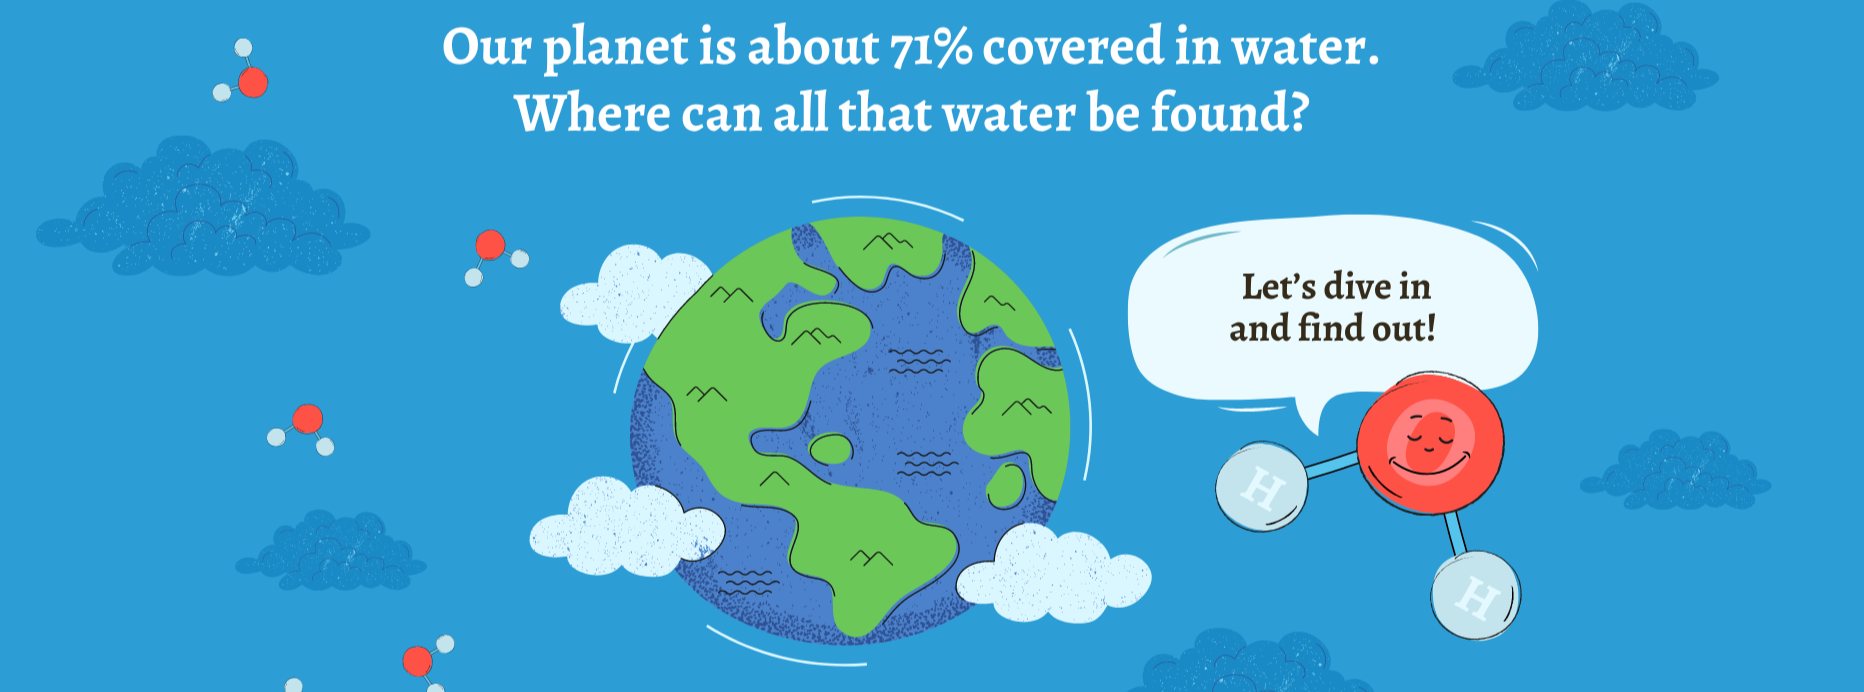 Our planet is about 71% covered in water.
Where can all that water be found?
Let’s dive in
and find out!
H
H